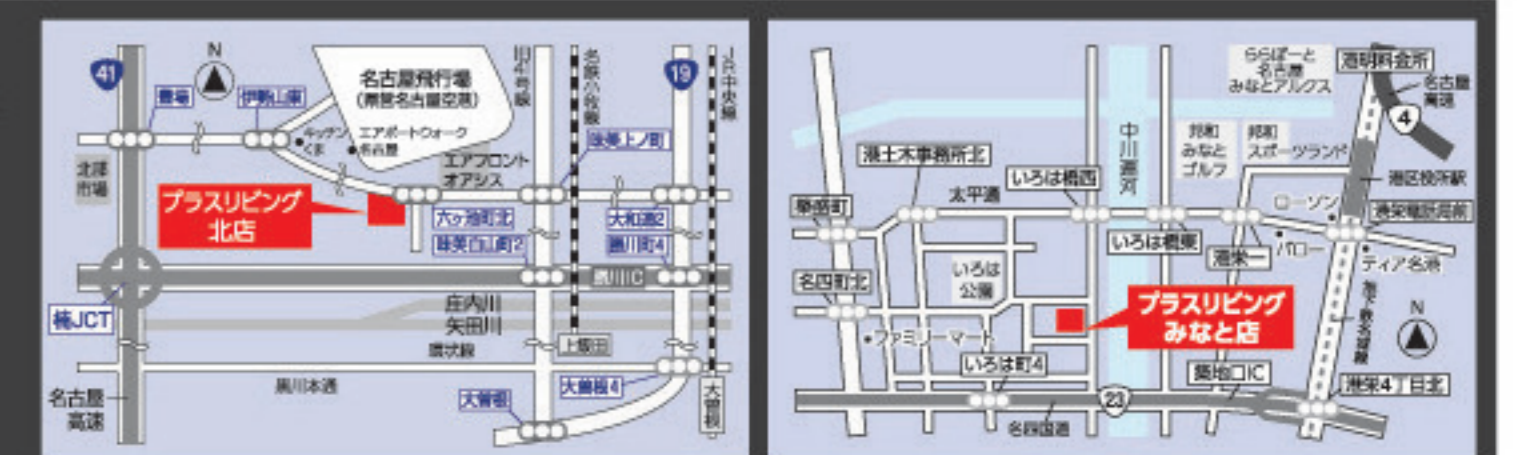 41
豊場
N
伊勢山東
名古屋飛行場
(県営名古屋空港)
旧41号線
名鉄小牧線
19
JR中央線
キッチン
くま
エアポートウォーク
名古屋
エアフロント
オアシス
味美上ノ町
北部
市場
プラスリビング
北店
六ヶ池町北
味美白山町2
大和通2
勝川町4
勝川IC
楠JCT
庄内川
矢田川
環状線
上飯田
黒川本通
名古屋
高速
大曽根
大曽根4
大曽根
ららぽーと
名古屋
みなとアルクス
港明料金所
名古屋
高速
4
中川運河
邦和
みなと
ゴルフ
邦和
スポーツランド
港土木事務所北
太平通
いろは橋西
港区役所駅
ローソン
築盛町
いろは橋東
港栄一
バロー
ティア名港
いろは
公園
名四町北
プラスリビング
みなと店
地下鉄名城線
N
ファミリーマート
いろは町4
築地口IC
港栄4丁目北
23
名四国道